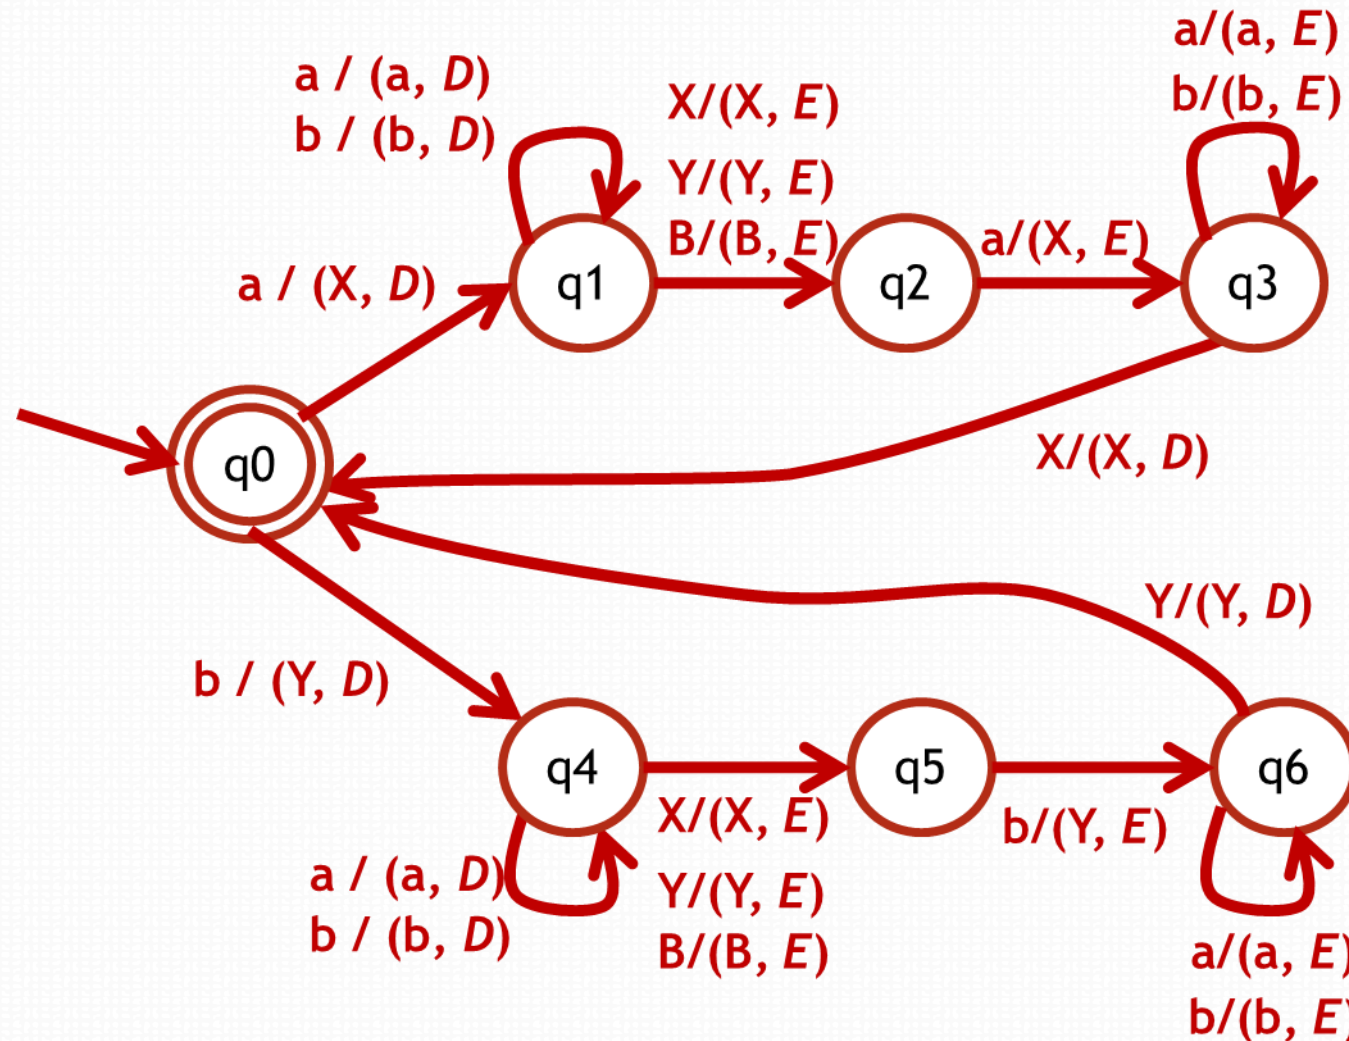 a/(a, E)
b/(b, E)
a / (a, D)
b / (b, D)
X/(X, E)
Y/(Y, E)
B/(B, E)
a/(X, E)
a / (X, D)
q1
q2
q3
q0
X/(X, D)
Y/(Y, D)
b / (Y, D)
q4
q5
q6
X/(X, E)
Y/(Y, E)
B/(B, E)
b/(Y, E)
a / (a, D)
b / (b, D)
a/(a, E)
b/(b, E)